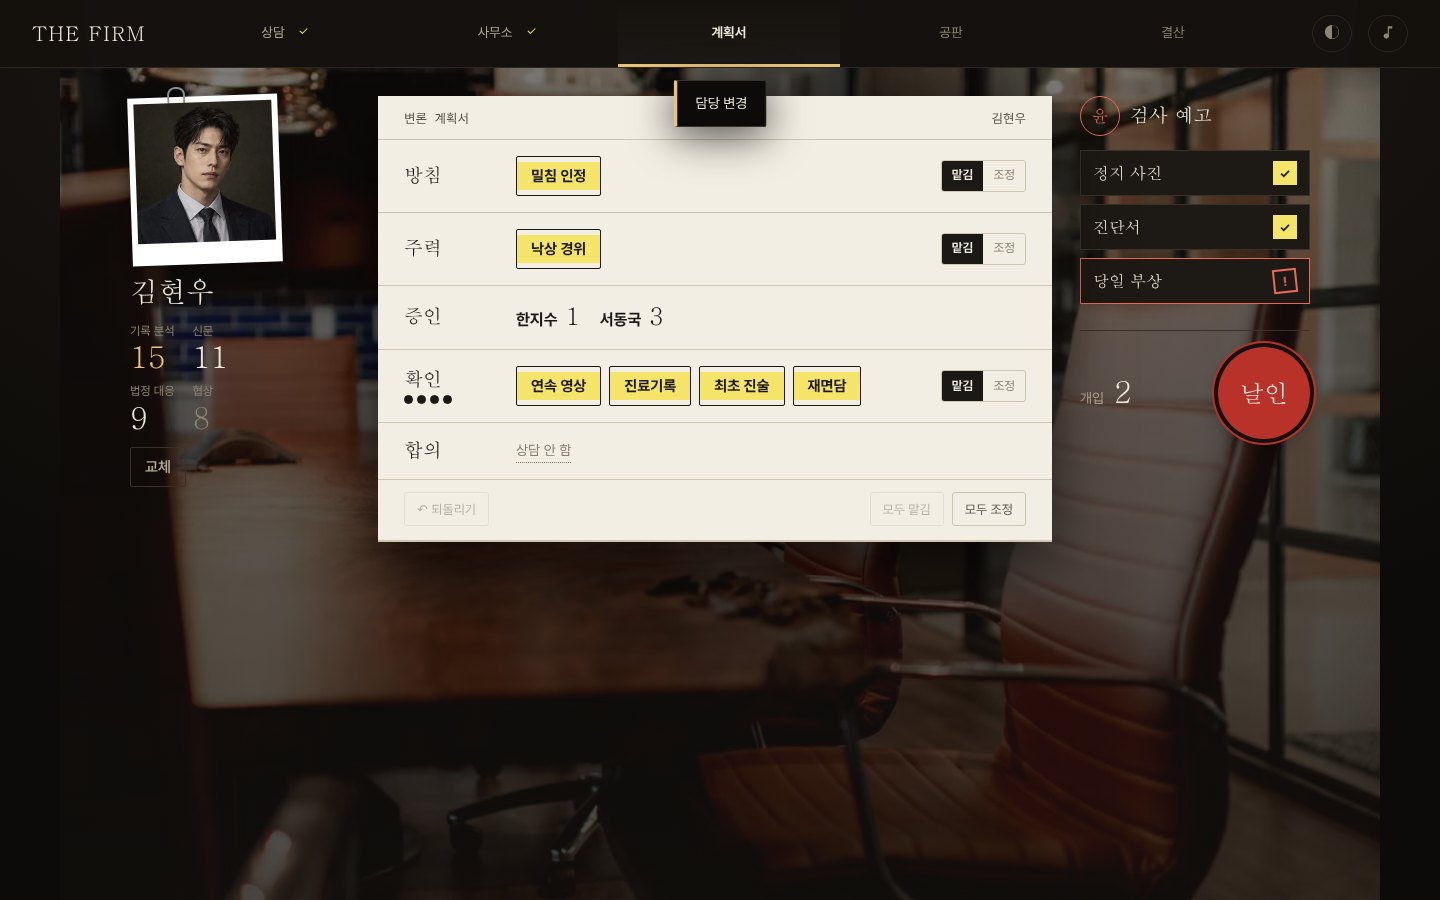 THE FIRM
상담
사무소
계획서
공판
결산
담당 변경
김현우
기록 분석 신문
15 11
법정 대응 협상
9 8
교체
변론 계획서 김현우
방침 밀침 인정 맡김 조정
주력 낙상 경위 맡김 조정
증인 한지수 1 서동국 3
확인 연속 영상 진료기록 최초 진술 재면담 맡김 조정
합의 상담 안 함
↶ 되돌리기 모두 맡김 모두 조정
윤 검사 예고
정지 사진
진단서
당일 부상 !
개입 2
날인